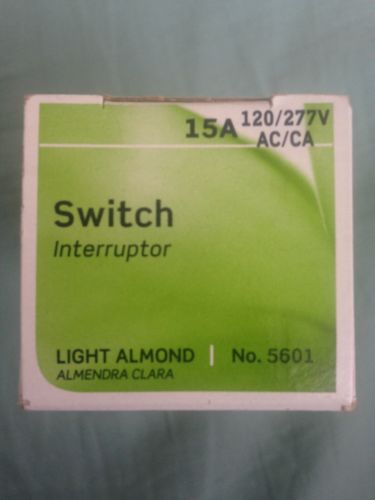 15A 120/277V
AC/CA
Switch
Interruptor
LIGHT ALMOND | No. 5601
ALMENDRA CLARA